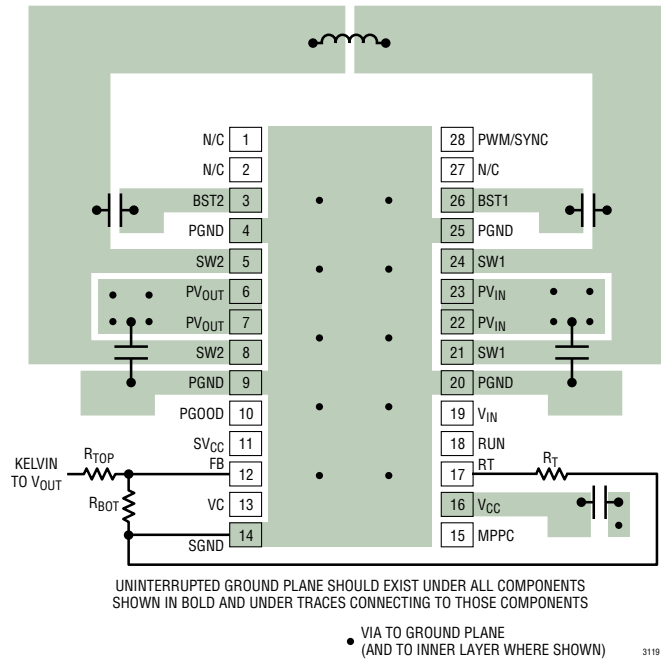 N/C 1
28 PWM/SYNC
N/C 2
27 N/C
BST2 3
26 BST1
PGND 4
25 PGND
SW2 5
24 SW1
PVOUT 6
23 PVIN
PVOUT 7
22 PVIN
SW2 8
21 SW1
PGND 9
20 PGND
PGOOD 10
19 VIN
SVCC 11
18 RUN
KELVIN
TO VOUT
RTOP
FB
12
17
RT
RT
RBOT
VC 13
16 VCC
14
SGND
15 MPPC
UNINTERRUPTED GROUND PLANE SHOULD EXIST UNDER ALL COMPONENTS
SHOWN IN BOLD AND UNDER TRACES CONNECTING TO THOSE COMPONENTS
VIA TO GROUND PLANE
(AND TO INNER LAYER WHERE SHOWN)
3119